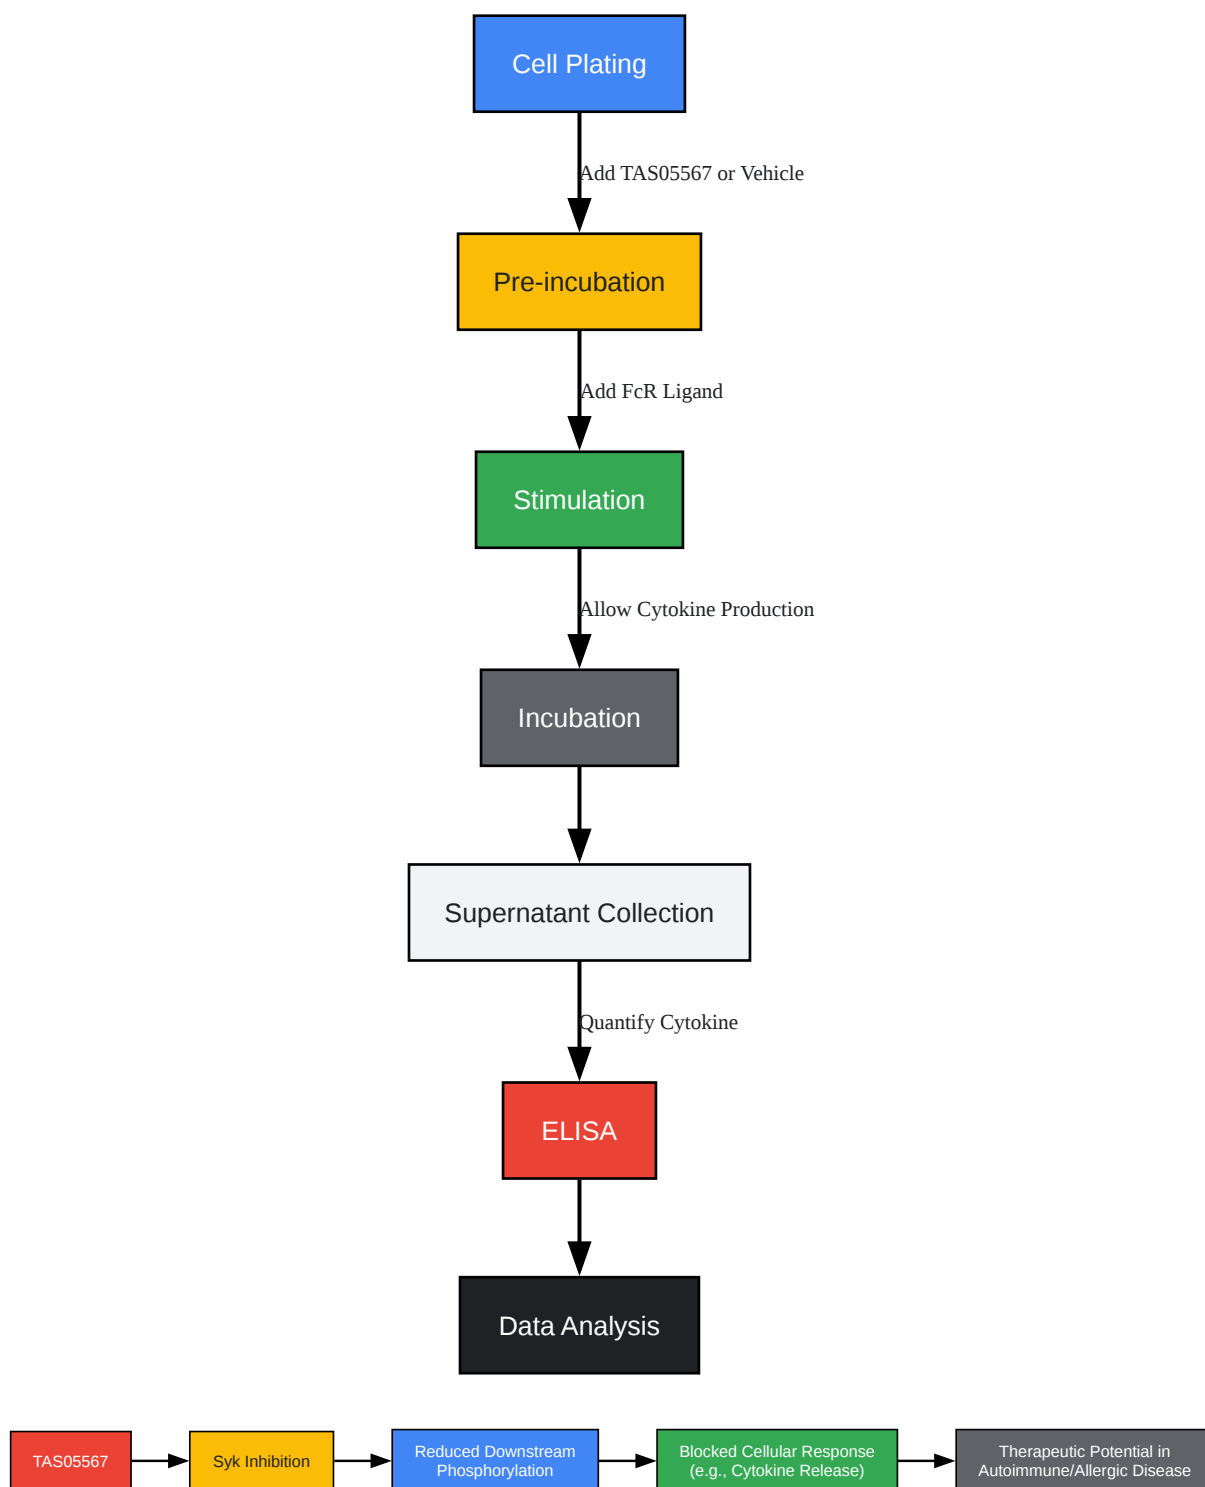 Cell Plating
Add TAS05567 or Vehicle
Pre-incubation
Add FcR Ligand
Stimulation
Allow Cytokine Production
Incubation
Supernatant Collection
Quantify Cytokine
ELISA
Data Analysis
TAS05567
Syk Inhibition
Reduced Downstream
Phosphorylation
Blocked Cellular Response
(e.g., Cytokine Release)
Therapeutic Potential in
Autoimmune/Allergic Disease